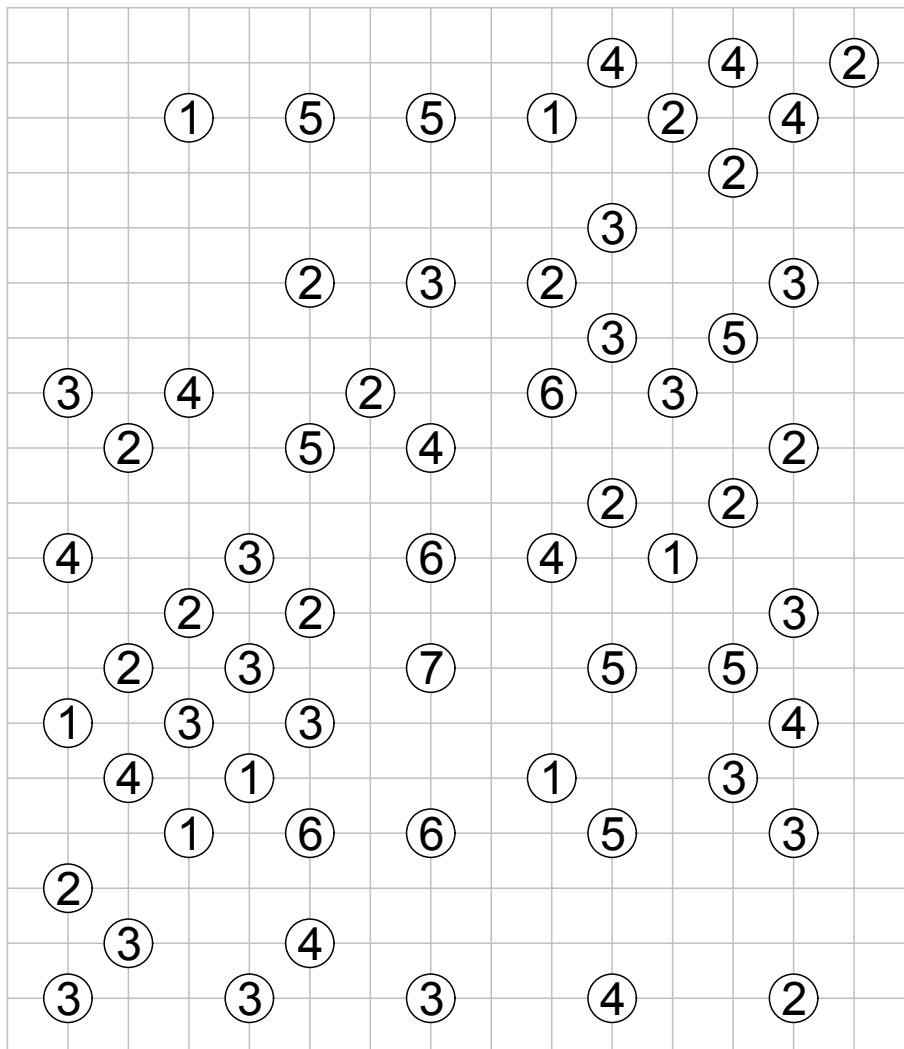 4 4 2
1 5 5 1 2 4
2
3
2 3 2 3
3 5
3 4 2 6 3
2 5 4 2
2 2
4 3 6 4 1
2 2 3
2 3 7 5 5
1 3 3 4
4 1 1 3
1 6 6 5 3
2
3 4
3 3 3 4 2